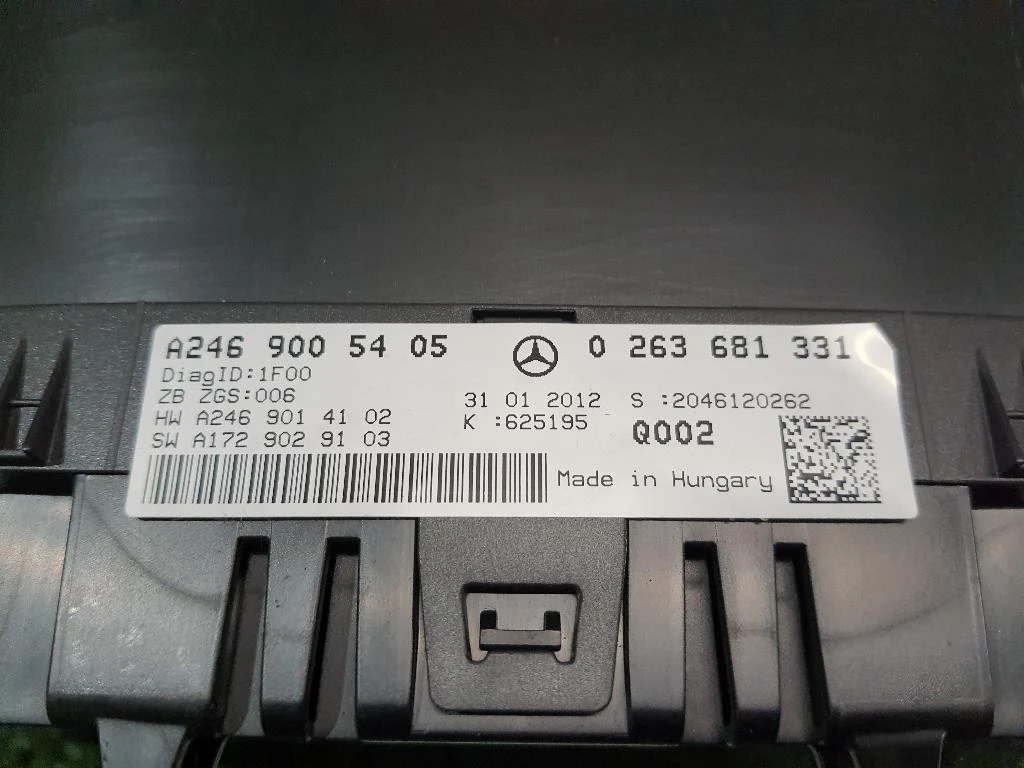 A246 900 54 05 0 263 681 331
DiagID:1F00
ZB ZGS:006 31 01 2012 S :2046120262
HW A246 901 41 02 K :625195 Q002
SW A172 902 91 03
Made in Hungary